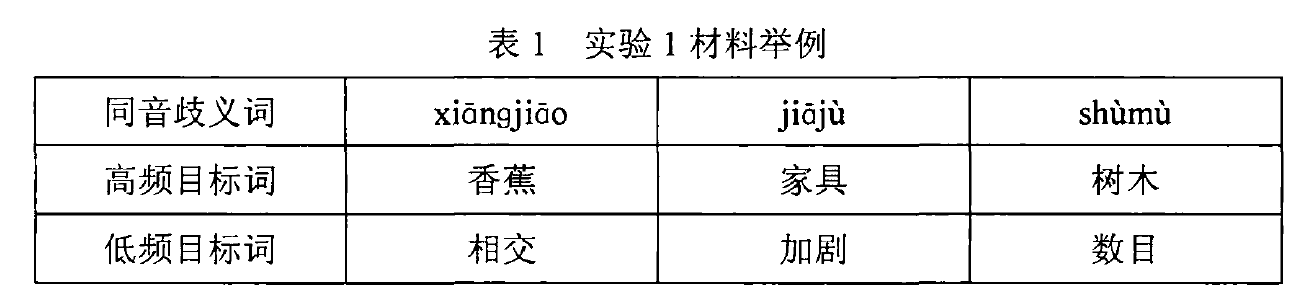 表1 实验1材料举例
同音歧义词 xiāngjiāo jiājù shùmù
高频目标词 香蕉 家具 树木
低频目标词 相交 加剧 数目